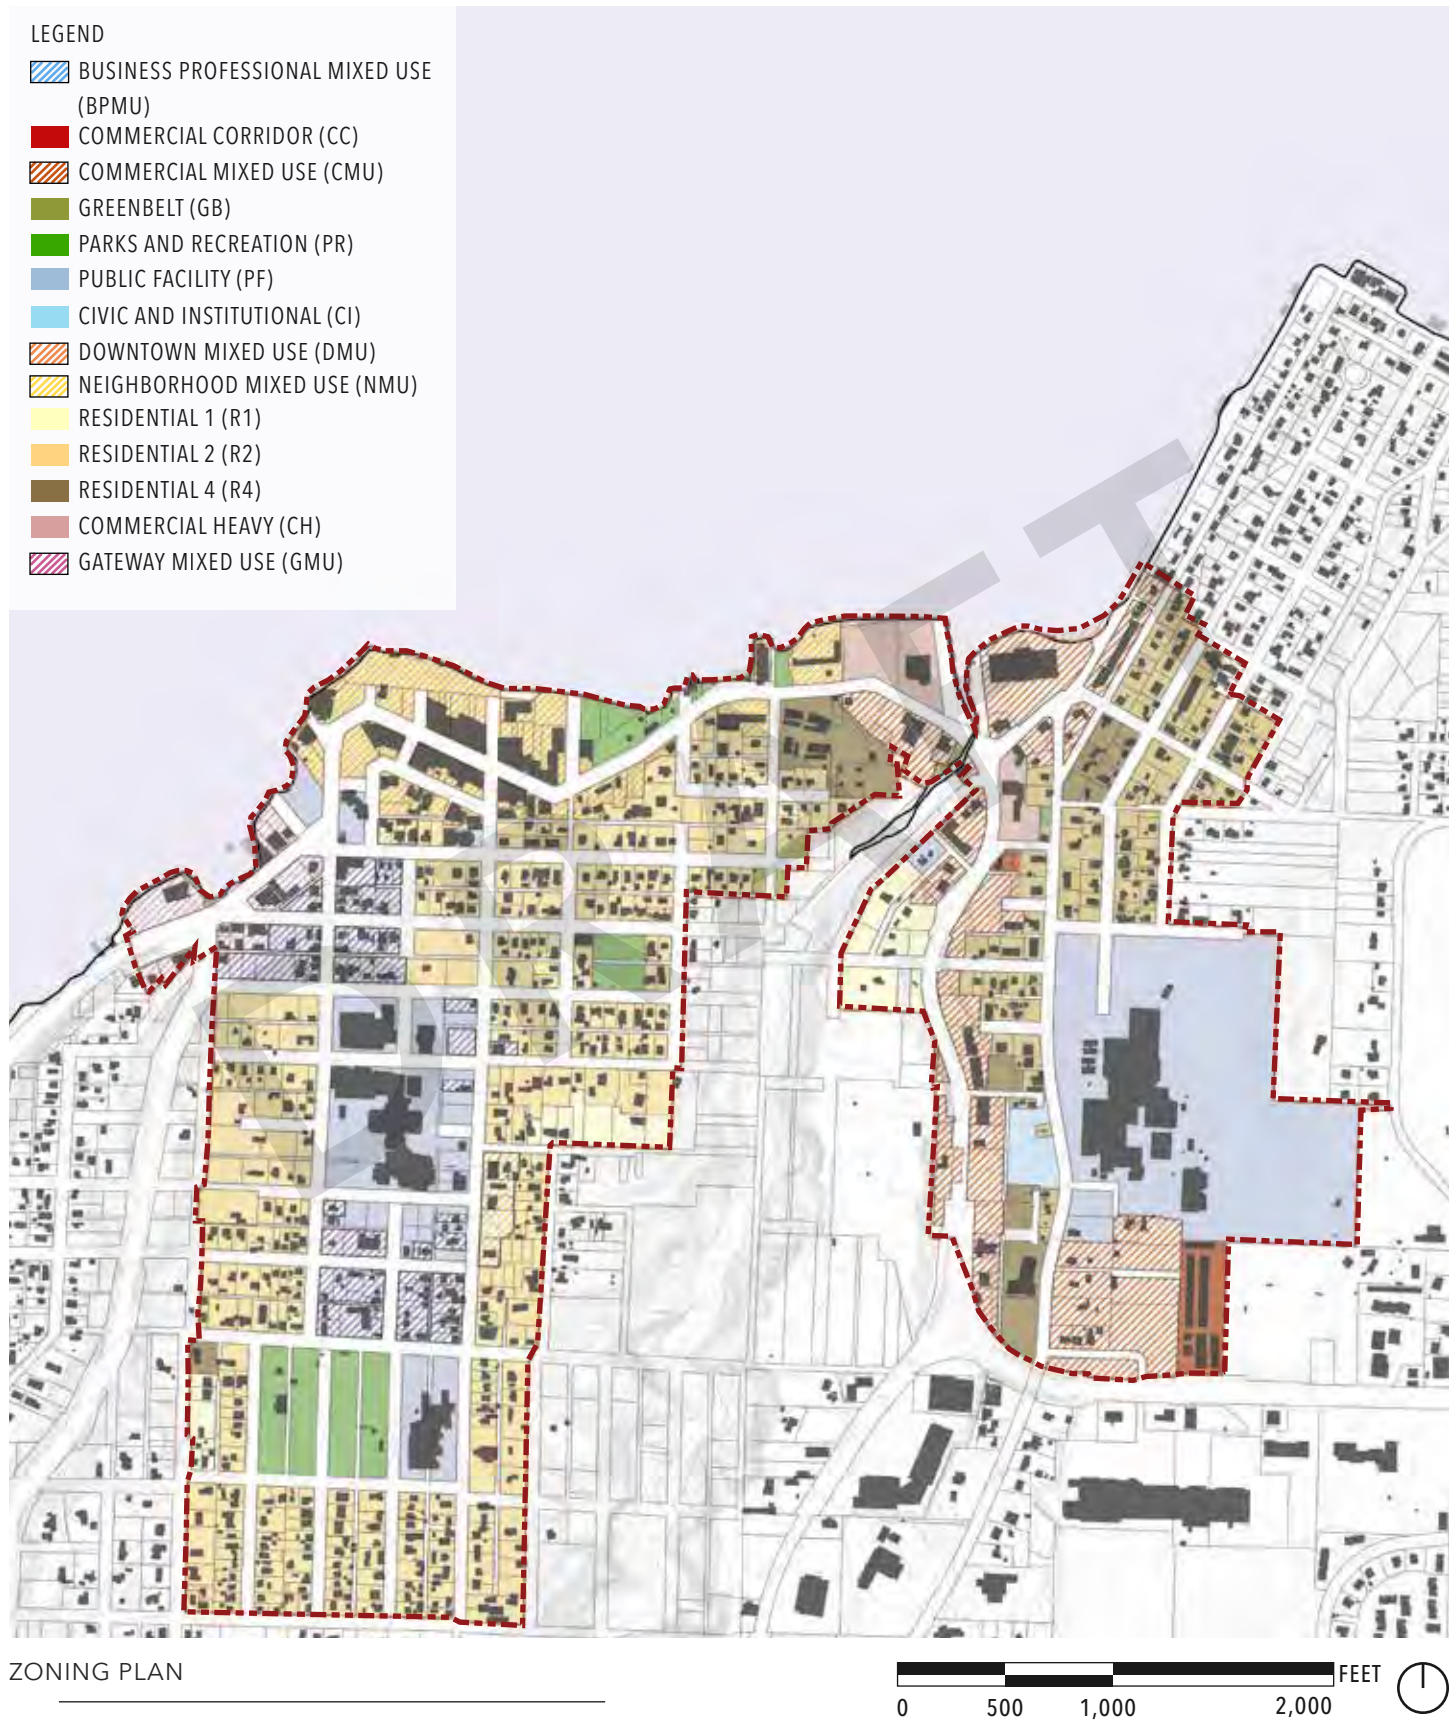 LEGEND
BUSINESS PROFESSIONAL MIXED USE
(BPMU)
COMMERCIAL CORRIDOR (CC)
COMMERCIAL MIXED USE (CMU)
GREENBELT (GB)
PARKS AND RECREATION (PR)
PUBLIC FACILITY (PF)
CIVIC AND INSTITUTIONAL (CI)
DOWNTOWN MIXED USE (DMU)
NEIGHBORHOOD MIXED USE (NMU)
RESIDENTIAL 1 (R1)
RESIDENTIAL 2 (R2)
RESIDENTIAL 4 (R4)
COMMERCIAL HEAVY (CH)
GATEWAY MIXED USE (GMU)
DRAFT
ZONING PLAN
FEET
0 500 1,000 2,000